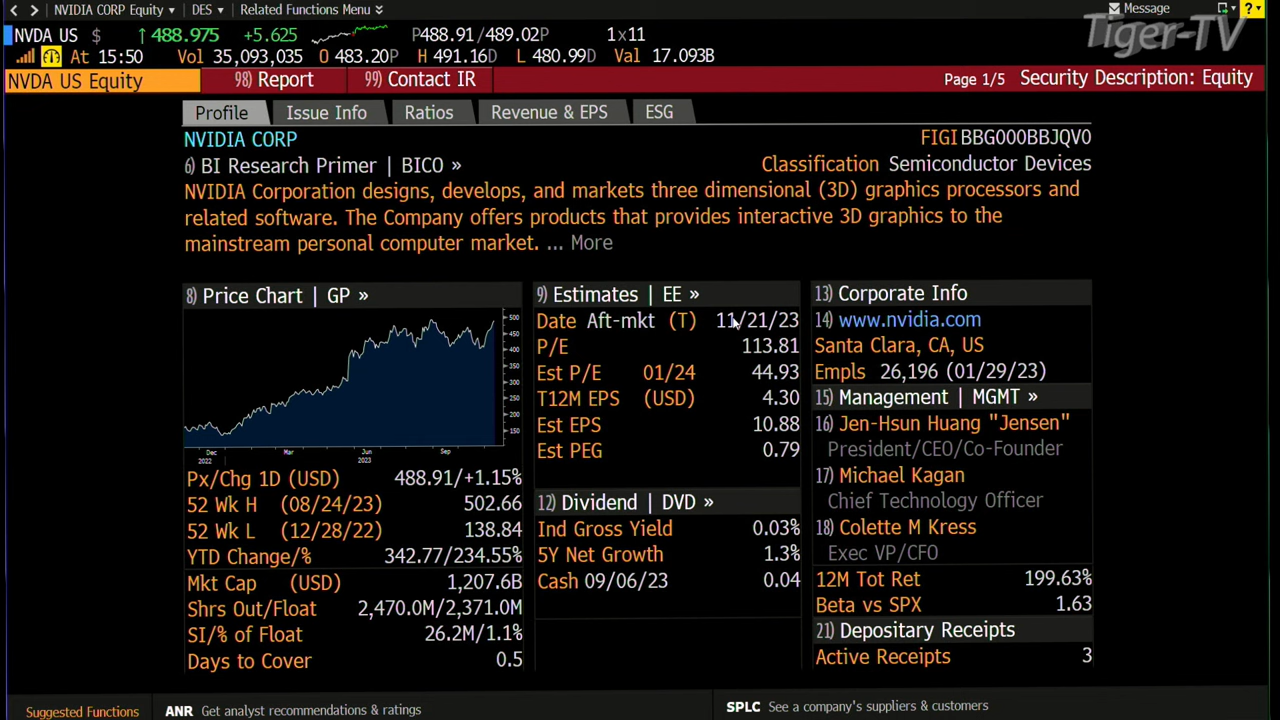 NVIDIA CORP Equity DES Related Functions Menu Message
NVDA US $ ↑ 488.975 +5.625 P488.91/489.02P 1x11 Tiger-TV
At 15:50 Vol 35,093,035 O 483.20P H 491.16D L 480.99D Val 17.093B
NVDA US Equity 98) Report 99) Contact IR Page 1/5 Security Description: Equity
Profile Issue Info Ratios Revenue & EPS ESG
NVIDIA CORP FIGI BBG000BBJQV0
6) BI Research Primer | BICO » Classification Semiconductor Devices
NVIDIA Corporation designs, develops, and markets three dimensional (3D) graphics processors and
related software. The Company offers products that provides interactive 3D graphics to the
mainstream personal computer market. ... More
8) Price Chart | GP »
500
450
400
350
300
250
200
150
Dec Mar Jun Sep
2022 2023
Px/Chg 1D (USD) 488.91/+1.15%
52 Wk H (08/24/23) 502.66
52 Wk L (12/28/22) 138.84
YTD Change/% 342.77/234.55%
Mkt Cap (USD) 1,207.6B
Shrs Out/Float 2,470.0M/2,371.0M
SI/% of Float 26.2M/1.1%
Days to Cover 0.5
9) Estimates | EE »
Date Aft-mkt (T) 11/21/23
P/E 113.81
Est P/E 01/24 44.93
T12M EPS (USD) 4.30
Est EPS 10.88
Est PEG 0.79
12) Dividend | DVD »
Ind Gross Yield 0.03%
5Y Net Growth 1.3%
Cash 09/06/23 0.04
13) Corporate Info
14) www.nvidia.com
Santa Clara, CA, US
Empls 26,196 (01/29/23)
15) Management | MGMT »
16) Jen-Hsun Huang "Jensen"
President/CEO/Co-Founder
17) Michael Kagan
Chief Technology Officer
18) Colette M Kress
Exec VP/CFO
12M Tot Ret 199.63%
Beta vs SPX 1.63
21) Depositary Receipts
Active Receipts 3
Suggested Functions ANR Get analyst recommendations & ratings SPLC See a company's suppliers & customers